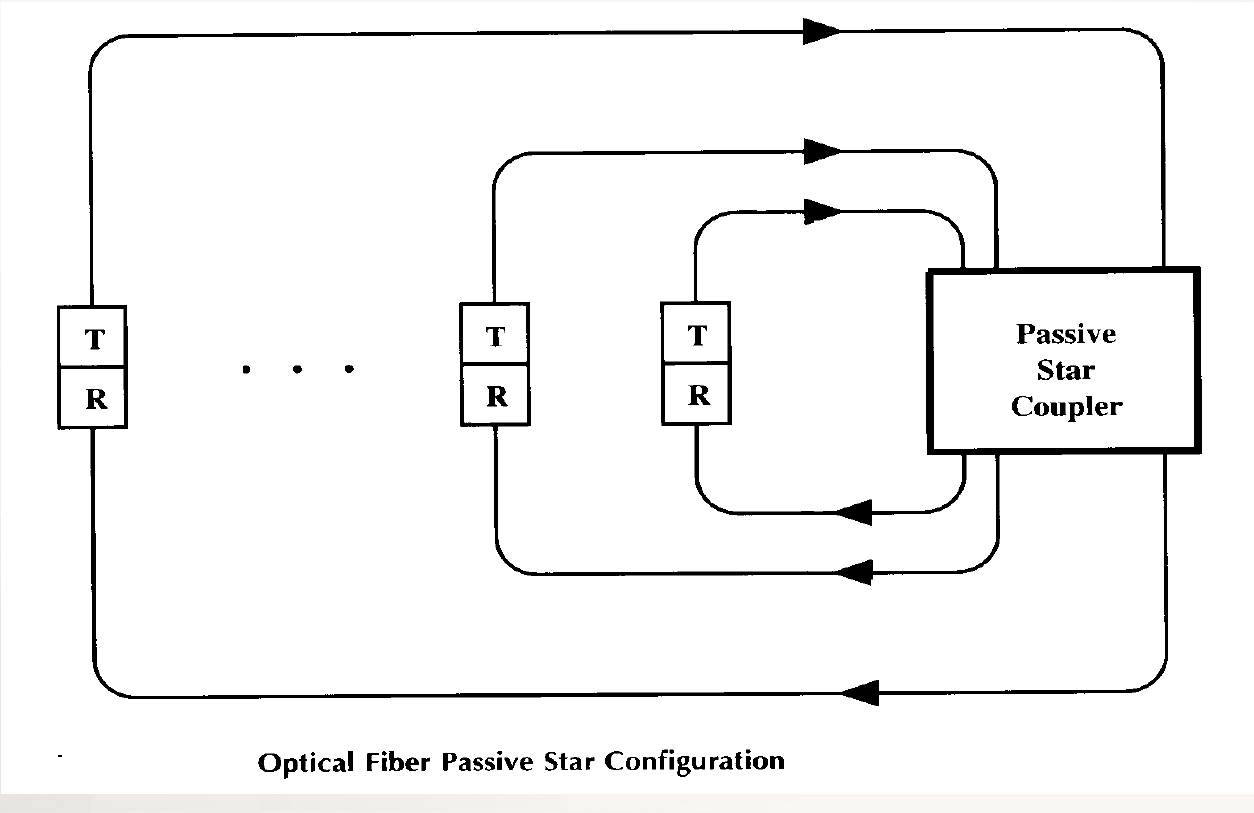 T
R
. . .
T
R
T
R
Passive
Star
Coupler
Optical Fiber Passive Star Configuration